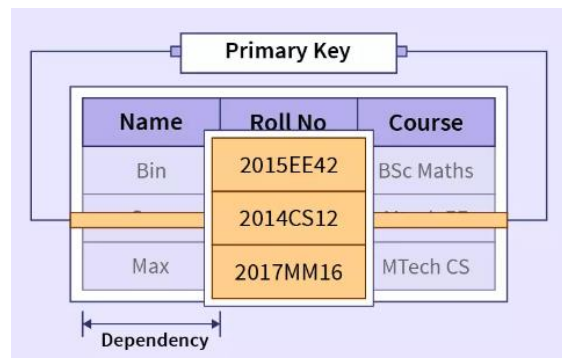 Primary Key
Name Roll No Course
Bin 2015EE42 BSc Maths
2014CS12
Max 2017MM16 MTech CS
Dependency